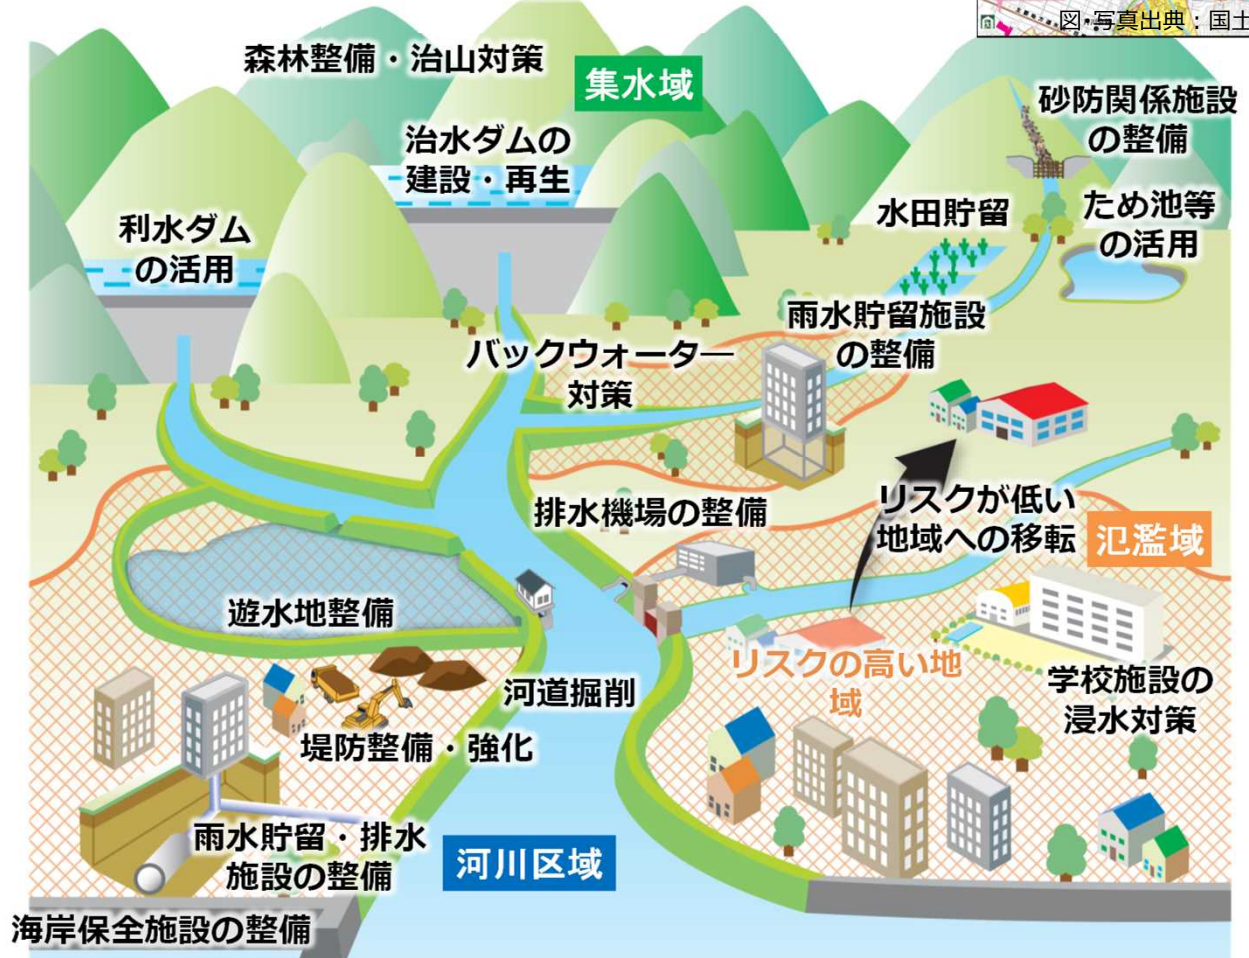 図・写真出典：国土
森林整備・治山対策
集水域
砂防関係施設
の整備
治水ダムの
建設・再生
利水ダム
の活用
水田貯留
ため池等
の活用
雨水貯留施設
の整備
バックウォーター
対策
排水機場の整備
リスクが低い
地域への移転
氾濫域
遊水地整備
リスクの高い地
域
学校施設の
浸水対策
河道掘削
堤防整備・強化
雨水貯留・排水
施設の整備
河川区域
海岸保全施設の整備